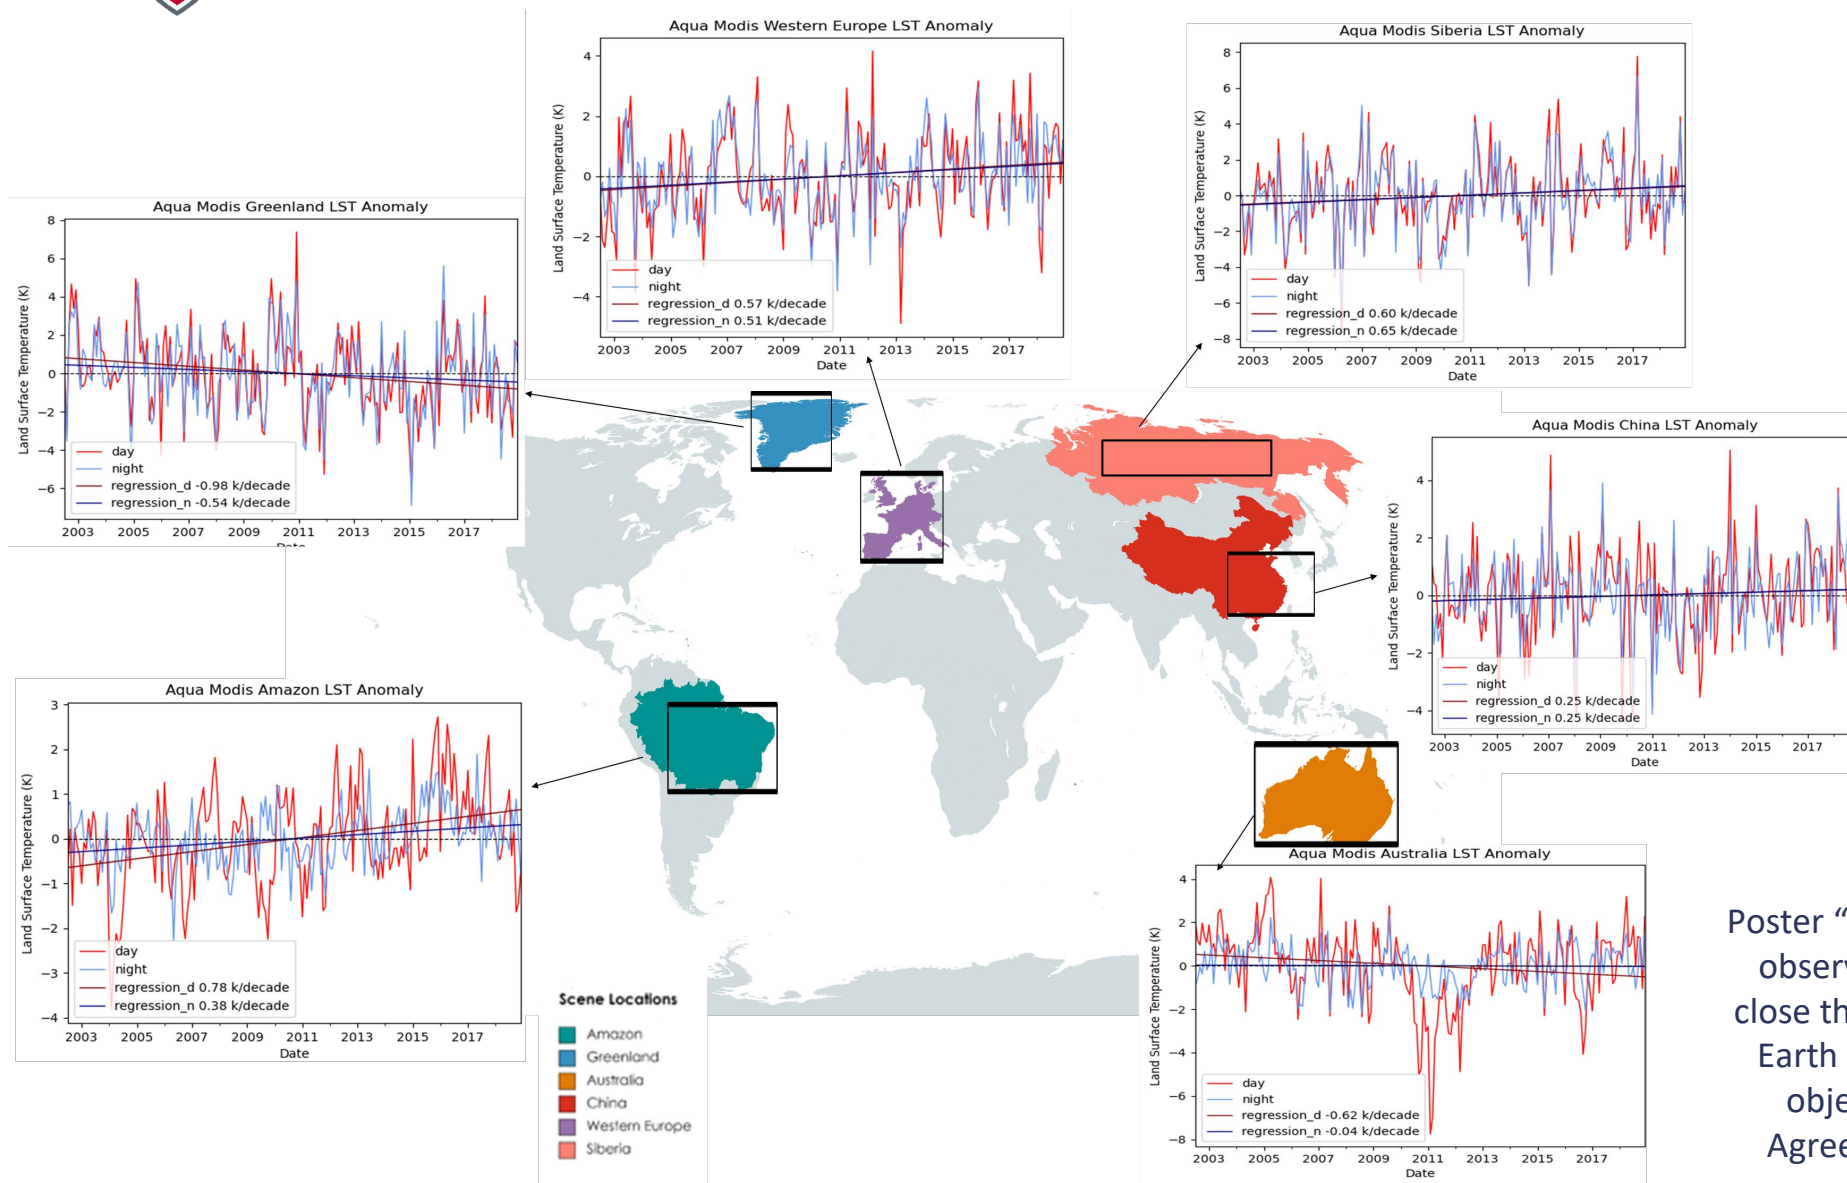 Aqua Modis Western Europe LST Anomaly
Land Surface Temperature (K)
4
2
0
−2
−4
day
night
regression_d 0.57 k/decade
regression_n 0.51 k/decade
2003 2005 2007 2009 2011 2013 2015 2017
Date
Aqua Modis Siberia LST Anomaly
Land Surface Temperature (K)
8
6
4
2
0
−2
−4
−6
−8
day
night
regression_d 0.60 k/decade
regression_n 0.65 k/decade
2003 2005 2007 2009 2011 2013 2015 2017
Date
Aqua Modis Greenland LST Anomaly
Land Surface Temperature (K)
8
6
4
2
0
−2
−4
−6
day
night
regression_d -0.98 k/decade
regression_n -0.54 k/decade
2003 2005 2007 2009 2011 2013 2015 2017
Date
Aqua Modis China LST Anomaly
Land Surface Temperature (K)
4
2
0
−2
−4
day
night
regression_d 0.25 k/decade
regression_n 0.25 k/decade
2003 2005 2007 2009 2011 2013 2015 2017
Date
Aqua Modis Amazon LST Anomaly
Land Surface Temperature (K)
3
2
1
0
−1
−2
−3
−4
day
night
regression_d 0.78 k/decade
regression_n 0.38 k/decade
2003 2005 2007 2009 2011 2013 2015 2017
Date
Aqua Modis Australia LST Anomaly
Land Surface Temperature (K)
4
2
0
−2
−4
−6
−8
day
night
regression_d -0.62 k/decade
regression_n -0.04 k/decade
2003 2005 2007 2009 2011 2013 2015 2017
Date
Scene Locations
Amazon
Greenland
Australia
China
Western Europe
Siberia
Poster “
observ
close th
Earth
obje
Agree